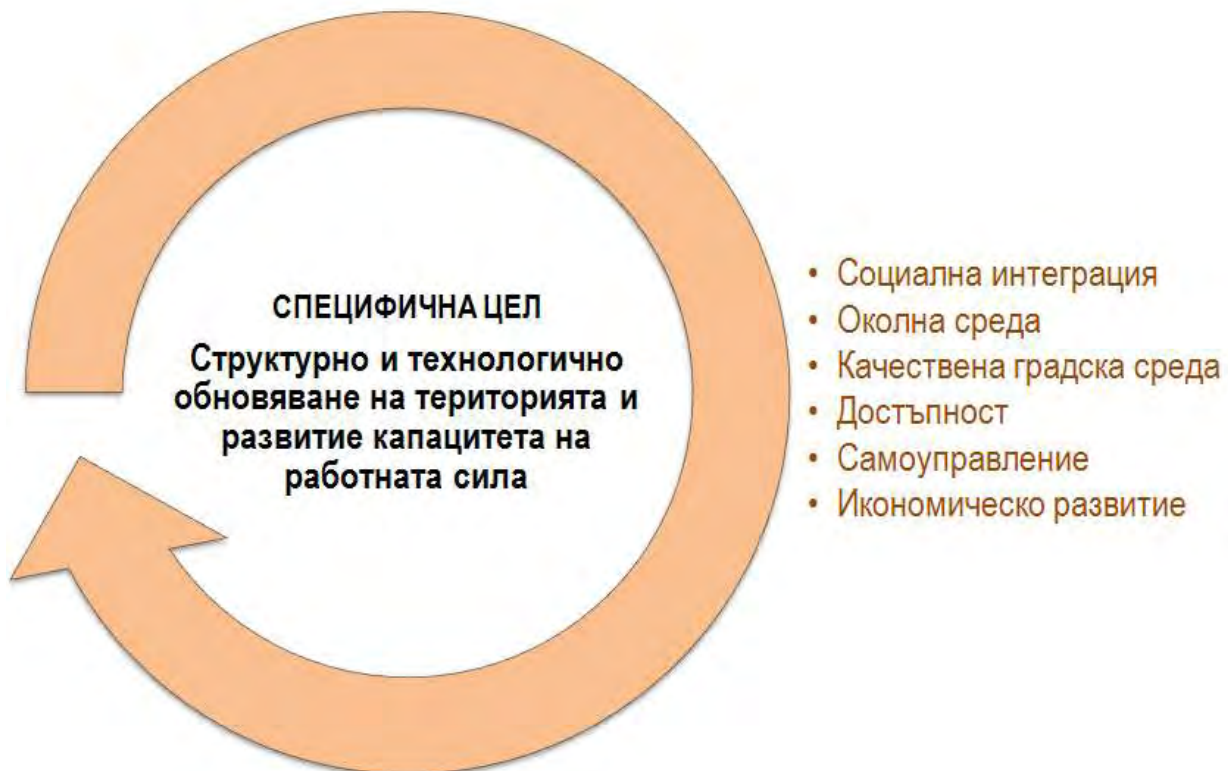 СПЕЦИФИЧНА ЦЕЛ
Структурно и технологично
обновяване на територията и
развитие капацитета на
работната сила
• Социална интеграция
• Околна среда
• Качествена градска среда
• Достъпност
• Самоуправление
• Икономическо развитие